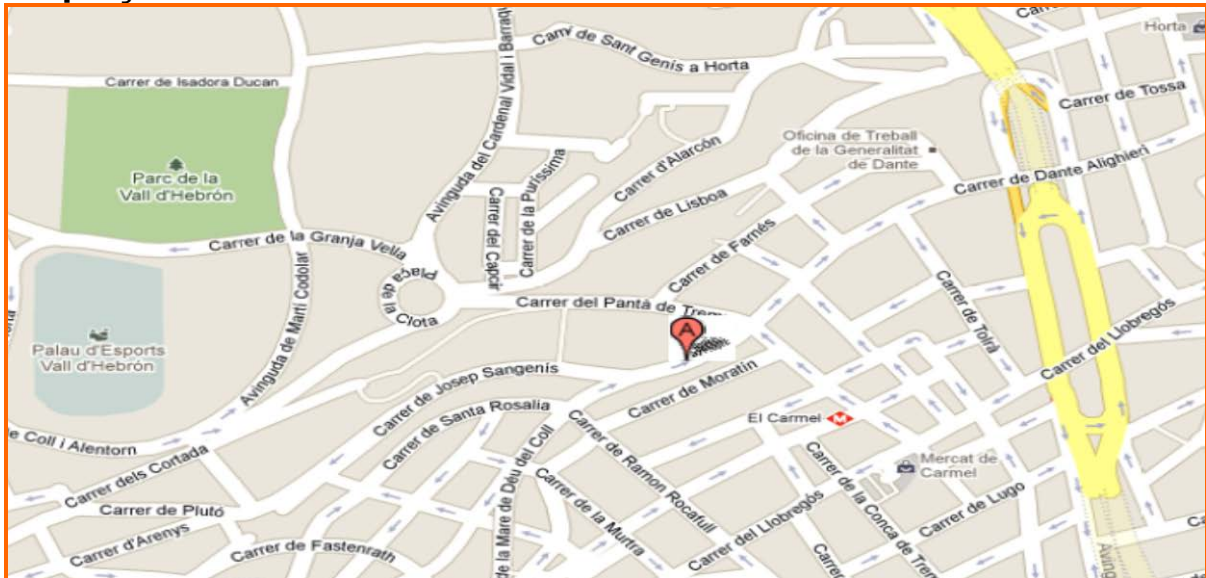 Camí de Sant Genís a Horta
Horta
Carrer de Isadora Ducan
Avinguda del Cardenal Vidal i Barraq
Carrer de Tossa
Oficina de Treball
de la Generalitat
de Dante
Parc de la
Vall d'Hebrón
Carrer d'Alarcón
Carrer de la Puríssima
Carrer del Capcir
Carrer de Dante Alighieri
Carrer de Lisboa
Carrer de la Granja Vella
Carrer de Farnés
Plaça
de la Clota
Avinguda de Martí Codolar
Carrer del Pantà de Trem
Carrer de Tolrà
Carrer del Llobregós
A
Palau d'Esports
Vall d'Hebrón
Carrer de Josep Sangenís
Carrer de Moratín
Carrer de Santa Rosalia
El Carmel
M
de Coll i Alentorn
Carrer dels Cortada
Carrer de Ramon Rocafull
Mercat de
Carmel
Carrer de la Conca de Trem
Carrer de Lugo
Carrer de la Murtra
Carrer del Llobregós
de la Mare de Déu del Coll
Carrer de Plutó
Carrer d'Arenys
Carrer de Fastenrath
Aving